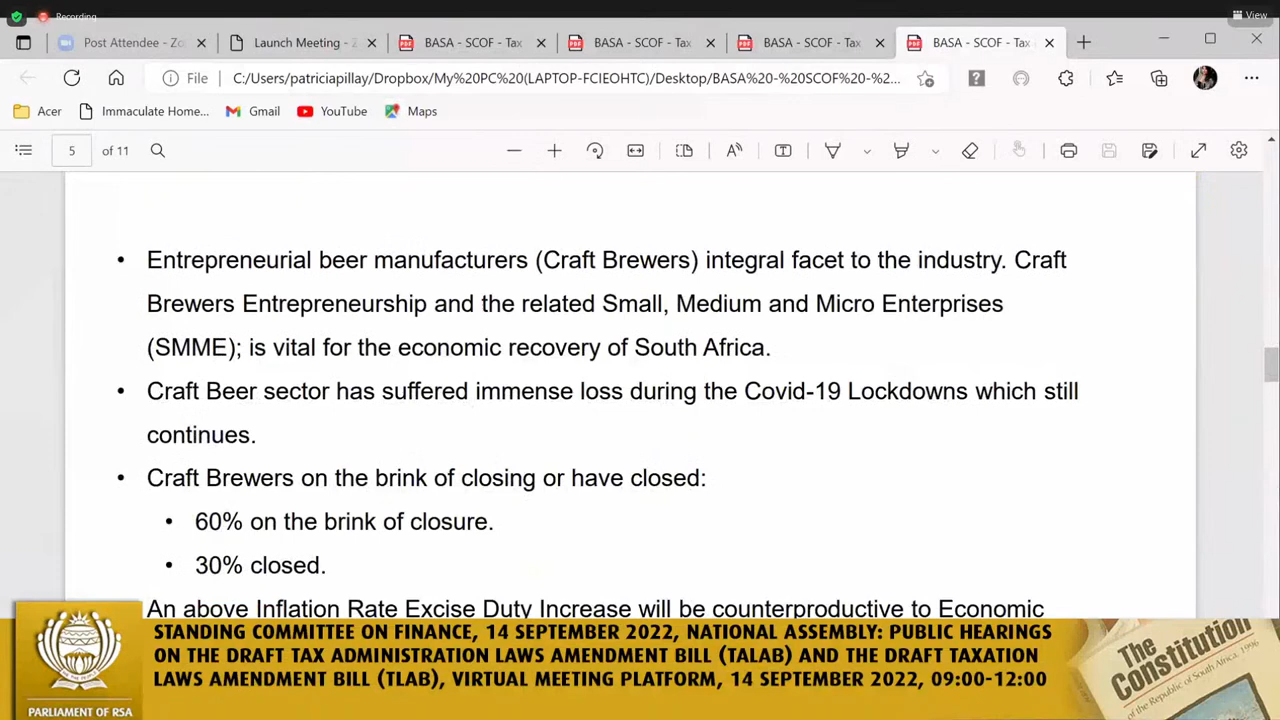 Recording
View
Post Attendee - Zo
Launch Meeting - Z
BASA - SCOF - Tax
BASA - SCOF - Tax
BASA - SCOF - Tax
BASA - SCOF - Tax
File
C:/Users/patriciapillay/Dropbox/My%20PC%20(LAPTOP-FCIEOHTC)/Desktop/BASA%20-%20SCOF%20-%2...
Acer
Immaculate Home...
Gmail
YouTube
Maps
5 of 11
• Entrepreneurial beer manufacturers (Craft Brewers) integral facet to the industry. Craft
Brewers Entrepreneurship and the related Small, Medium and Micro Enterprises
(SMME); is vital for the economic recovery of South Africa.
• Craft Beer sector has suffered immense loss during the Covid-19 Lockdowns which still
continues.
• Craft Brewers on the brink of closing or have closed:
• 60% on the brink of closure.
• 30% closed.
An above Inflation Rate Excise Duty Increase will be counterproductive to Economic
STANDING COMMITTEE ON FINANCE, 14 SEPTEMBER 2022, NATIONAL ASSEMBLY: PUBLIC HEARINGS
ON THE DRAFT TAX ADMINISTRATION LAWS AMENDMENT BILL (TALAB) AND THE DRAFT TAXATION
LAWS AMENDMENT BILL (TLAB), VIRTUAL MEETING PLATFORM, 14 SEPTEMBER 2022, 09:00-12:00
PARLIAMENT OF RSA
The
Constitution
of the Republic of South Africa, 1996